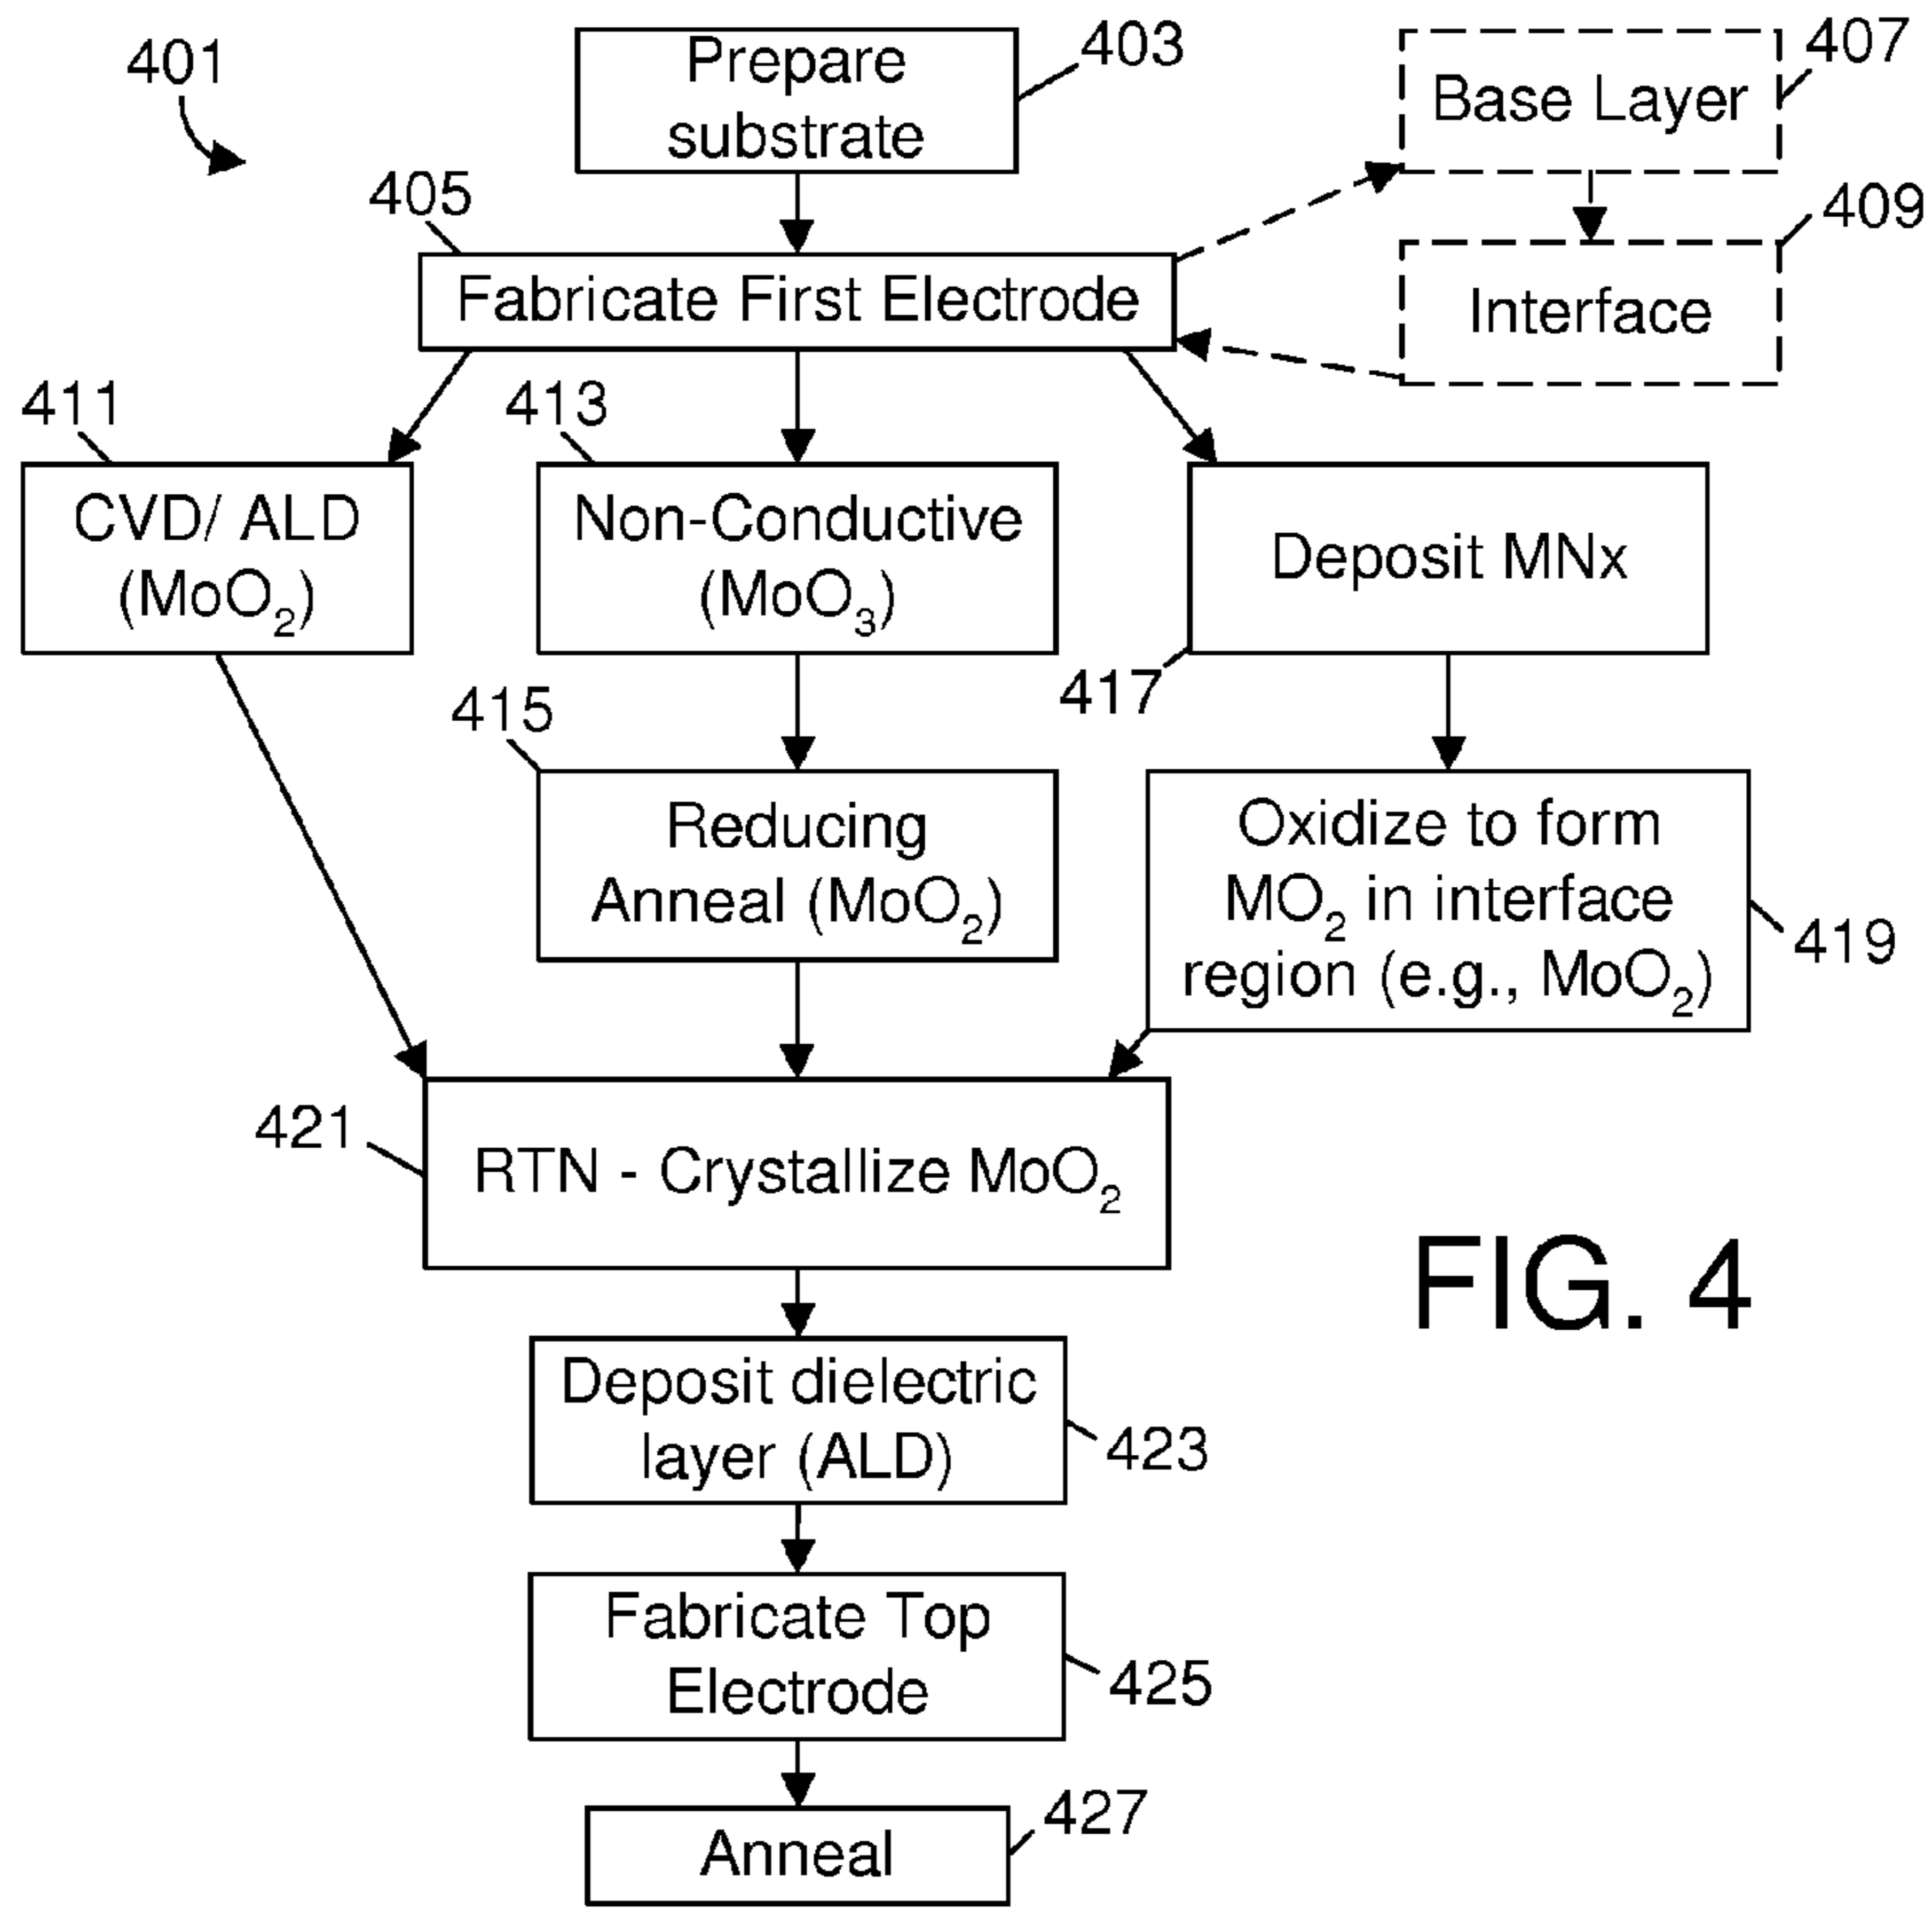 401
Prepare
substrate
403
Base Layer
407
405
Fabricate First Electrode
Interface
409
411
CVD/ ALD
(MoO₂)
413
Non-Conductive
(MoO₃)
Deposit MNx
417
415
Reducing
Anneal (MoO₂)
Oxidize to form
MO₂ in interface
region (e.g., MoO₂)
419
421
RTN - Crystallize MoO₂
FIG. 4
Deposit dielectric
layer (ALD)
423
Fabricate Top
Electrode
425
Anneal
427